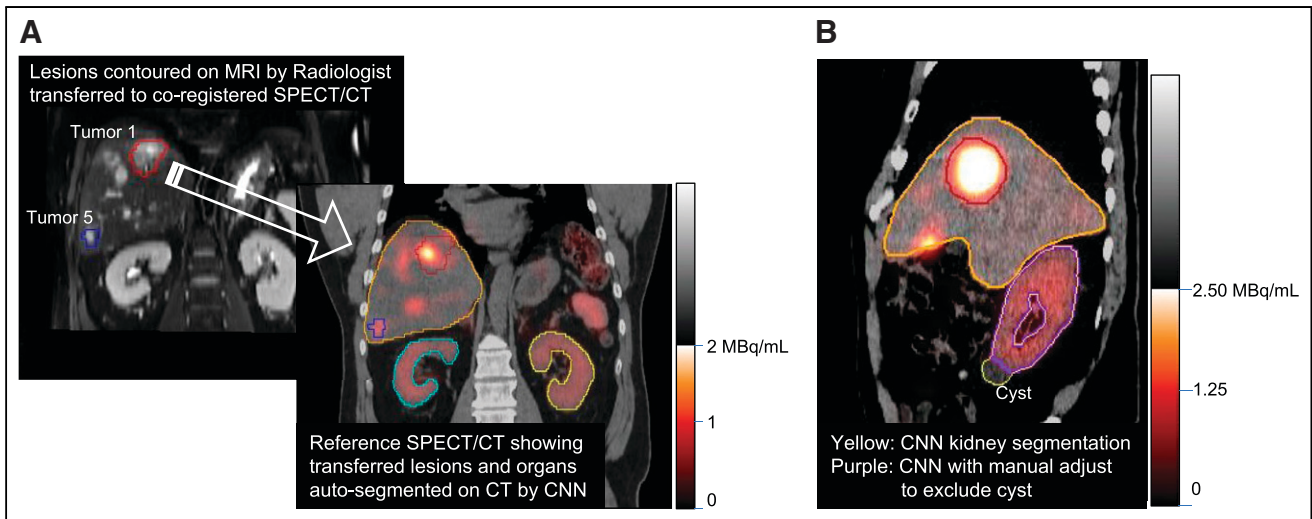 A
Lesions contoured on MRI by Radiologist
transferred to co-registered SPECT/CT
Tumor 1
Tumor 5
2 MBq/mL
1
0
Reference SPECT/CT showing
transferred lesions and organs
auto-segmented on CT by CNN
B
2.50 MBq/mL
1.25
0
Cyst
Yellow: CNN kidney segmentation
Purple: CNN with manual adjust
to exclude cyst